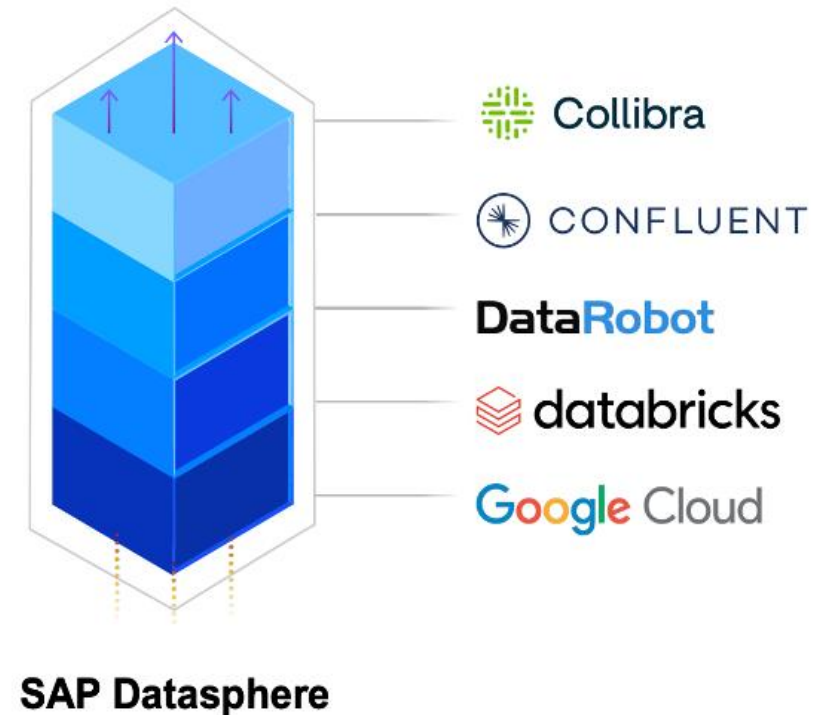 Collibra
CONFLUENT
DataRobot
databricks
Google Cloud
SAP Datasphere